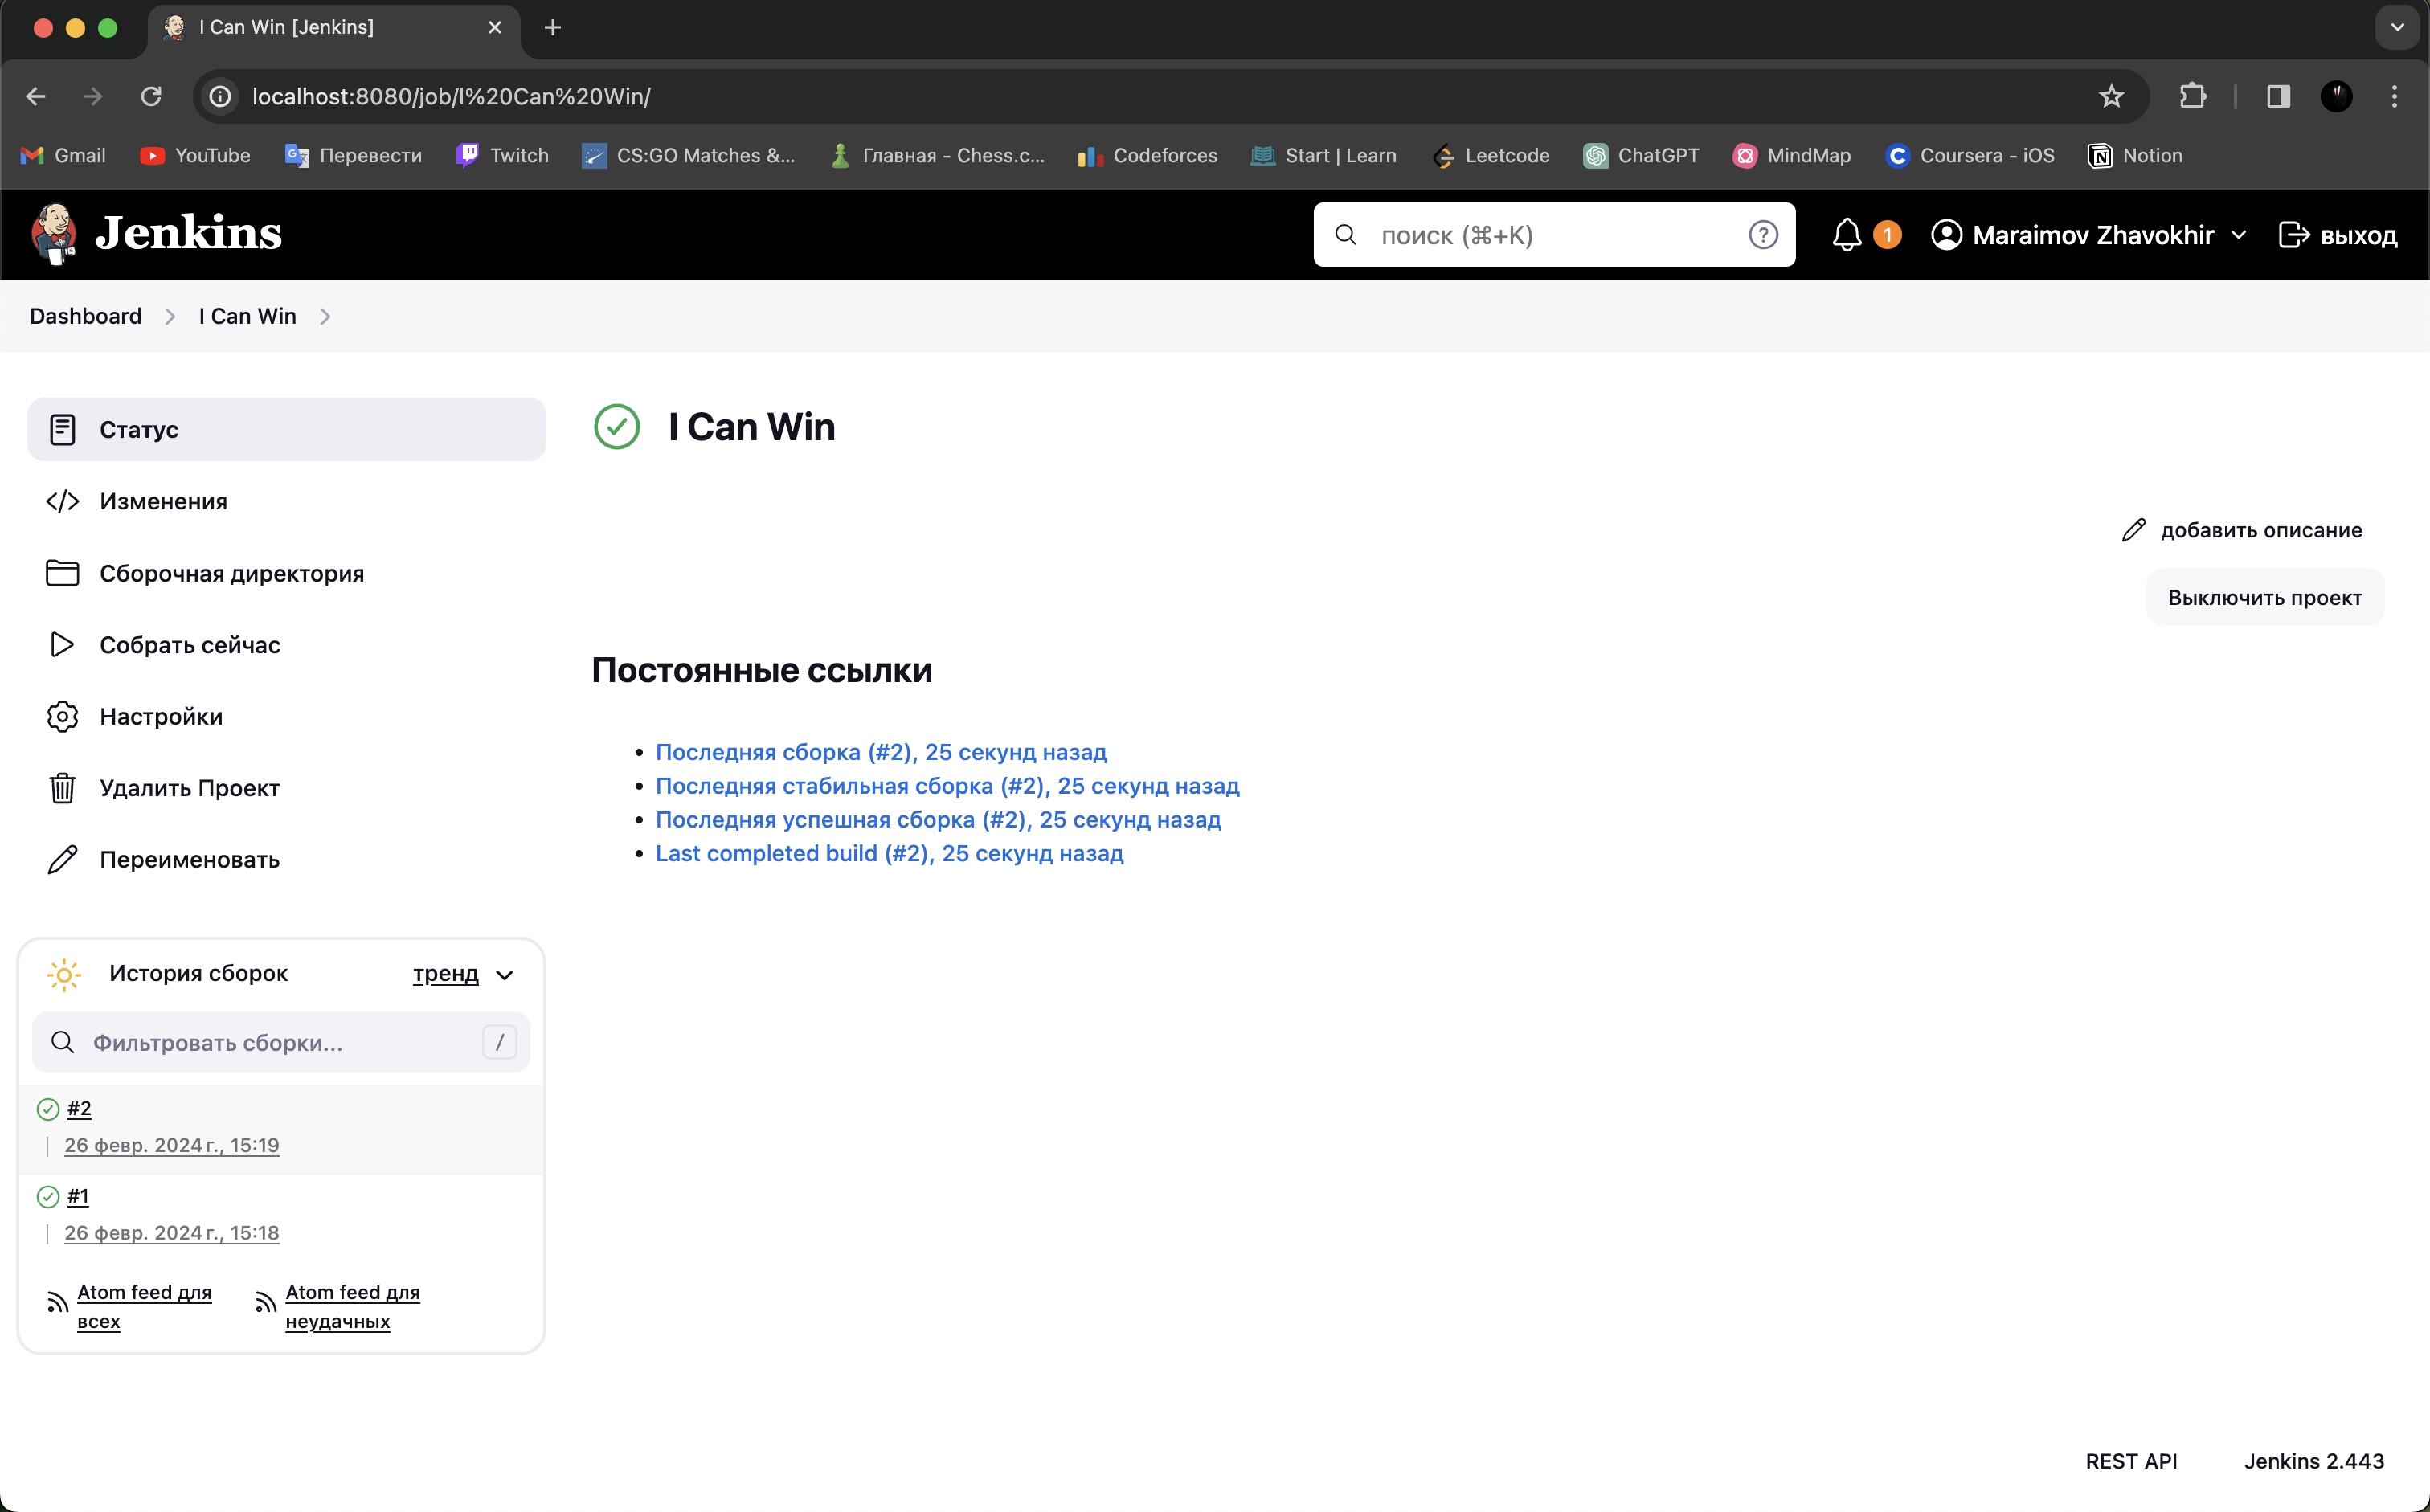 I Can Win [Jenkins]
localhost:8080/job/I%20Can%20Win/
Gmail YouTube Перевести Twitch CS:GO Matches &... Главная - Chess.c... Codeforces Start | Learn Leetcode ChatGPT MindMap Coursera - iOS Notion
Jenkins поиск (⌘+K) ? 1 Maraimov Zhavokhir выход
Dashboard I Can Win
Статус
Изменения
Сборочная директория
Собрать сейчас
Настройки
Удалить Проект
Переименовать
История сборок тренд
Фильтровать сборки... /
#2
26 февр. 2024 г., 15:19
#1
26 февр. 2024 г., 15:18
Atom feed для всех
Atom feed для неудачных
I Can Win
добавить описание
Выключить проект
Постоянные ссылки
Последняя сборка (#2), 25 секунд назад
Последняя стабильная сборка (#2), 25 секунд назад
Последняя успешная сборка (#2), 25 секунд назад
Last completed build (#2), 25 секунд назад
REST API Jenkins 2.443